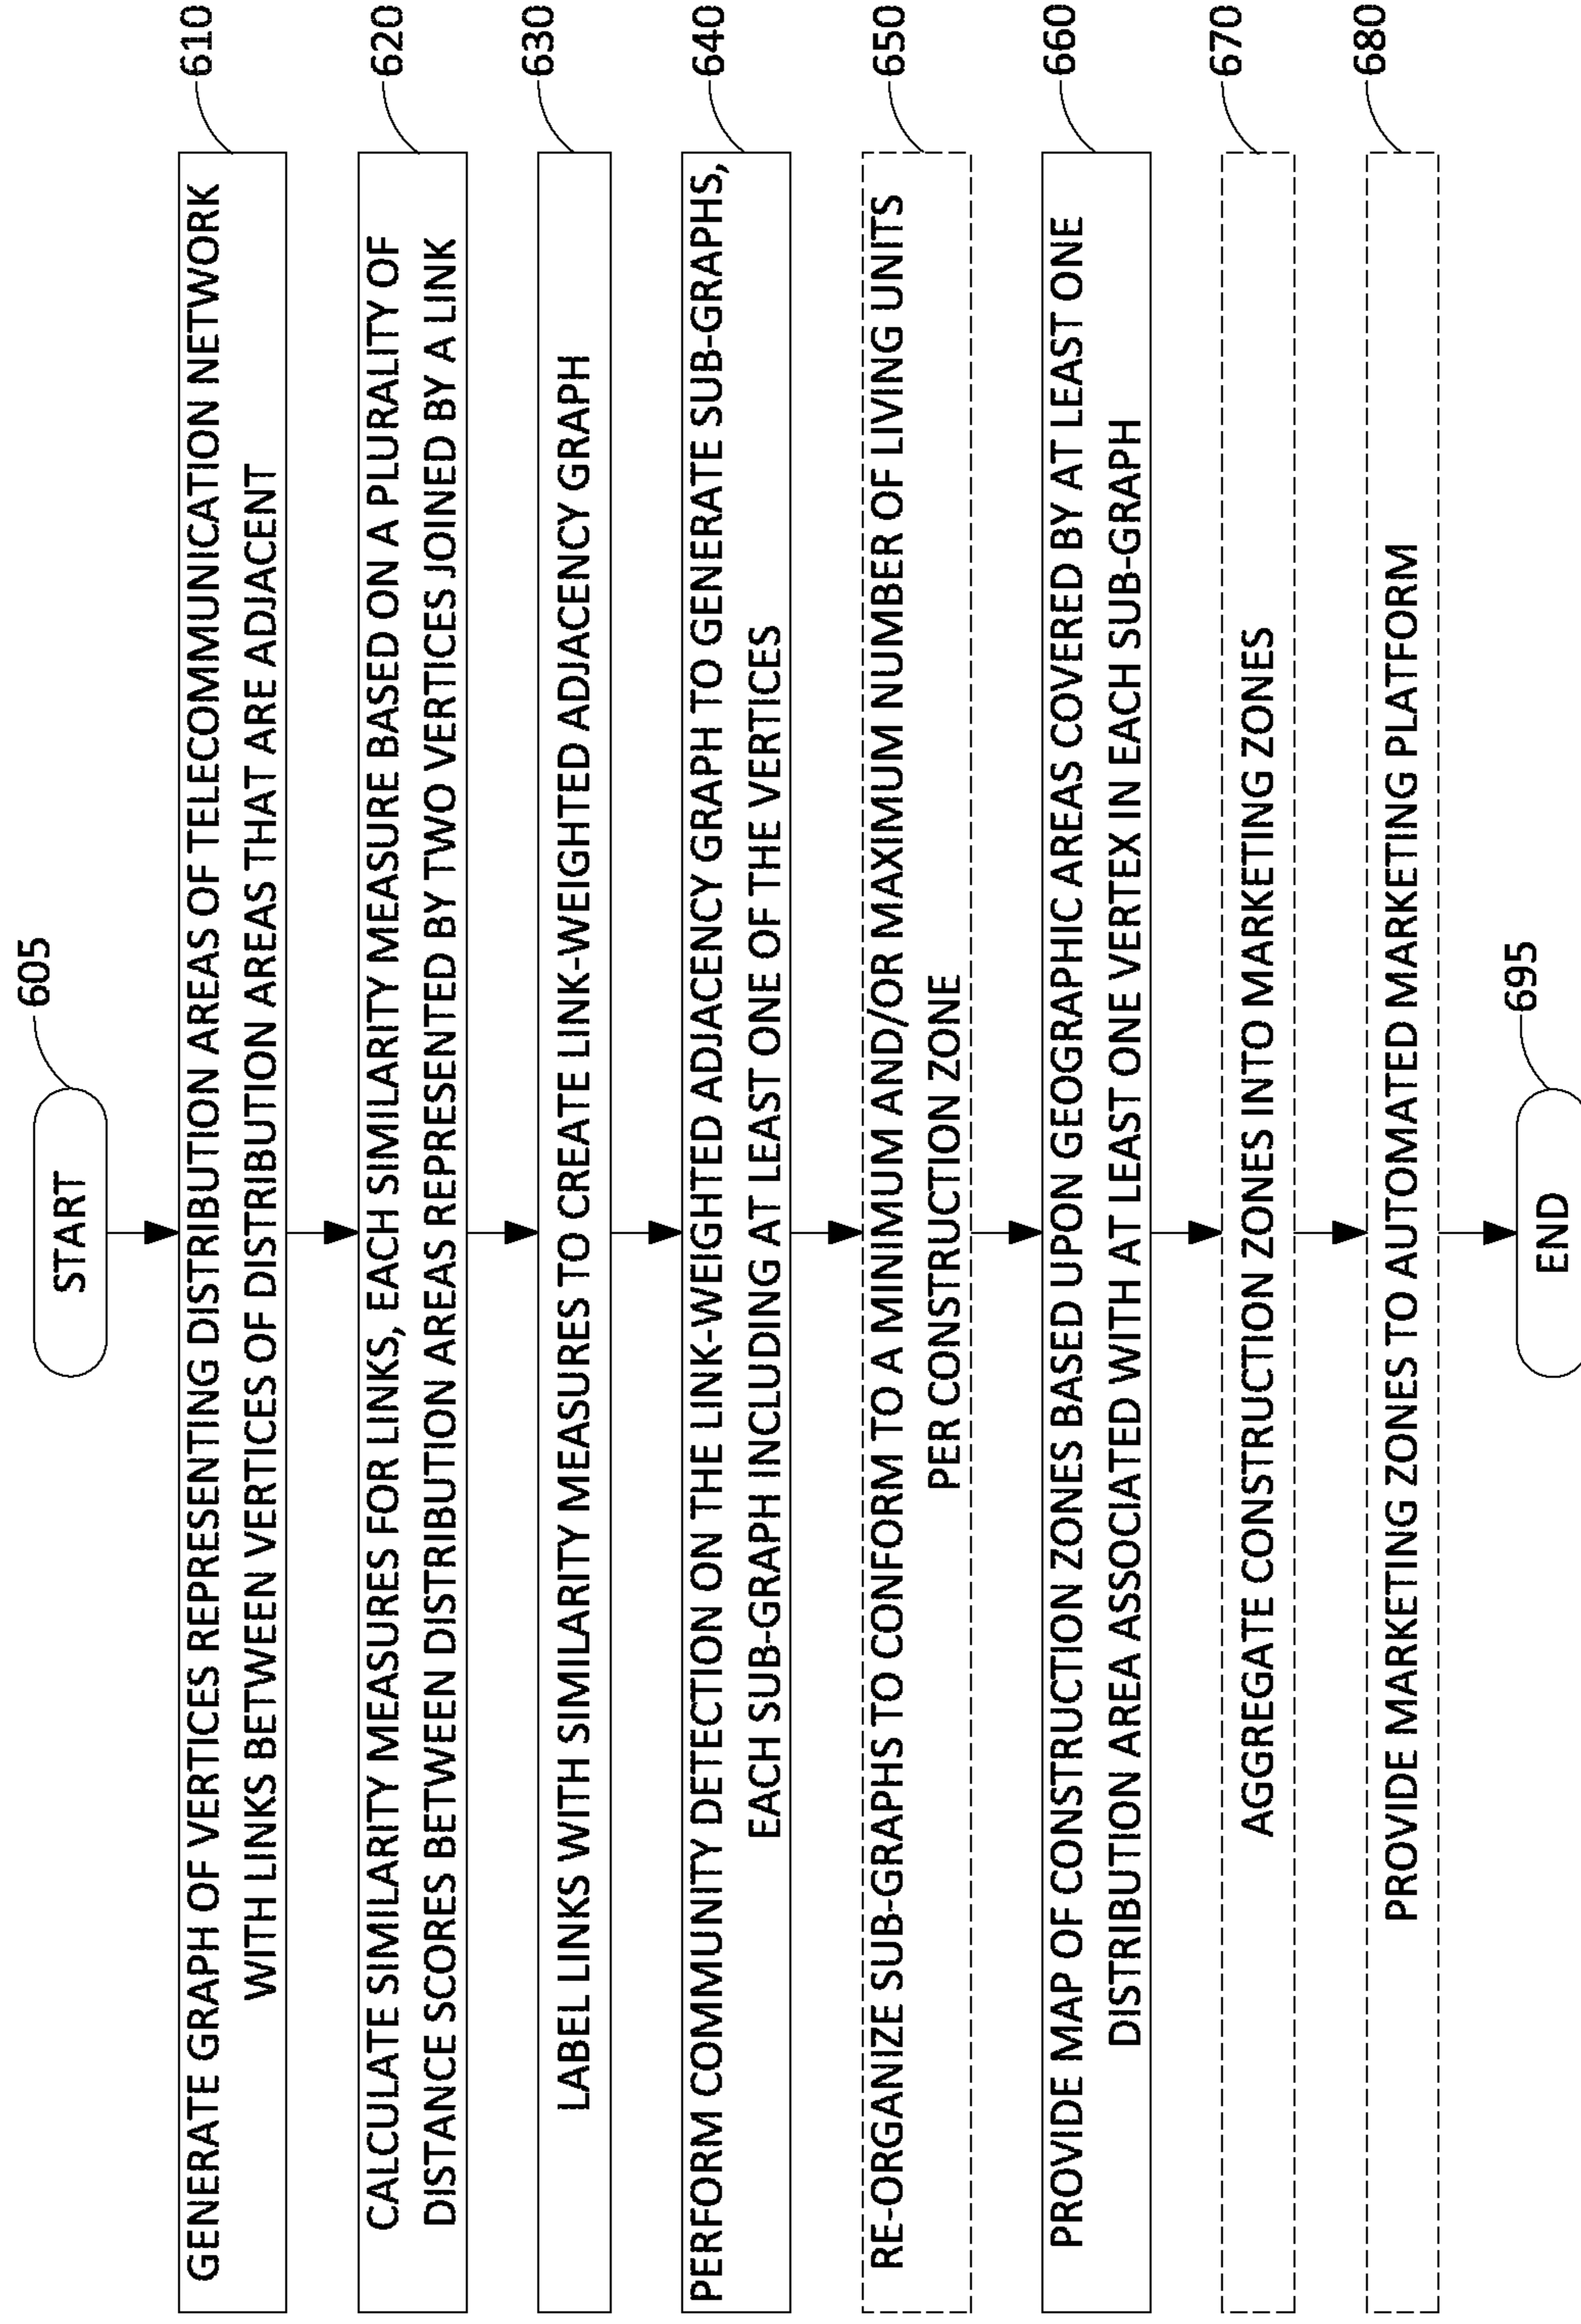 605
START
610
GENERATE GRAPH OF VERTICES REPRESENTING DISTRIBUTION AREAS OF TELECOMMUNICATION NETWORK
WITH LINKS BETWEEN VERTICES OF DISTRIBUTION AREAS THAT ARE ADJACENT
620
CALCULATE SIMILARITY MEASURES FOR LINKS, EACH SIMILARITY MEASURE BASED ON A PLURALITY OF
DISTANCE SCORES BETWEEN DISTRIBUTION AREAS REPRESENTED BY TWO VERTICES JOINED BY A LINK
630
LABEL LINKS WITH SIMILARITY MEASURES TO CREATE LINK-WEIGHTED ADJACENCY GRAPH
640
PERFORM COMMUNITY DETECTION ON THE LINK-WEIGHTED ADJACENCY GRAPH TO GENERATE SUB-GRAPHS,
EACH SUB-GRAPH INCLUDING AT LEAST ONE OF THE VERTICES
650
RE-ORGANIZE SUB-GRAPHS TO CONFORM TO A MINIMUM AND/OR MAXIMUM NUMBER OF LIVING UNITS
PER CONSTRUCTION ZONE
660
PROVIDE MAP OF CONSTRUCTION ZONES BASED UPON GEOGRAPHIC AREAS COVERED BY AT LEAST ONE
DISTRIBUTION AREA ASSOCIATED WITH AT LEAST ONE VERTEX IN EACH SUB-GRAPH
670
AGGREGATE CONSTRUCTION ZONES INTO MARKETING ZONES
680
PROVIDE MARKETING ZONES TO AUTOMATED MARKETING PLATFORM
695
END